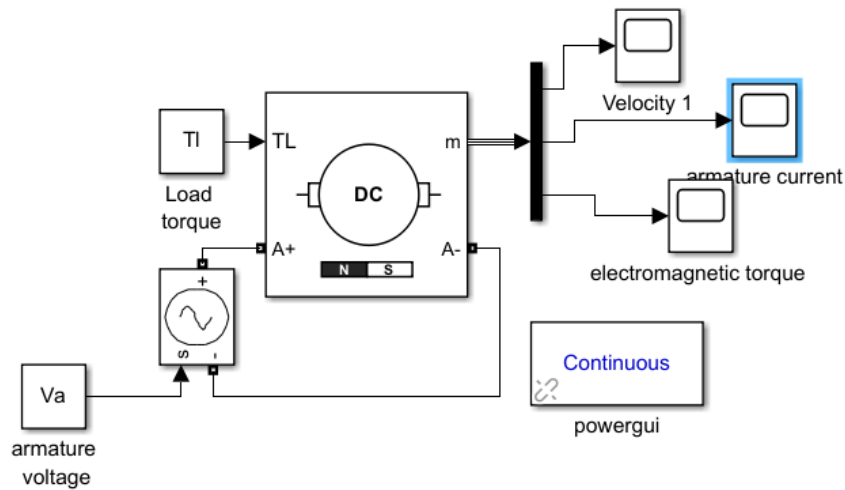 Velocity 1
Tl
TL
m
DC
Load
torque
armature current
A+
A-
N S
electromagnetic torque
+
s -
Va
Continuous
armature
voltage
powergui